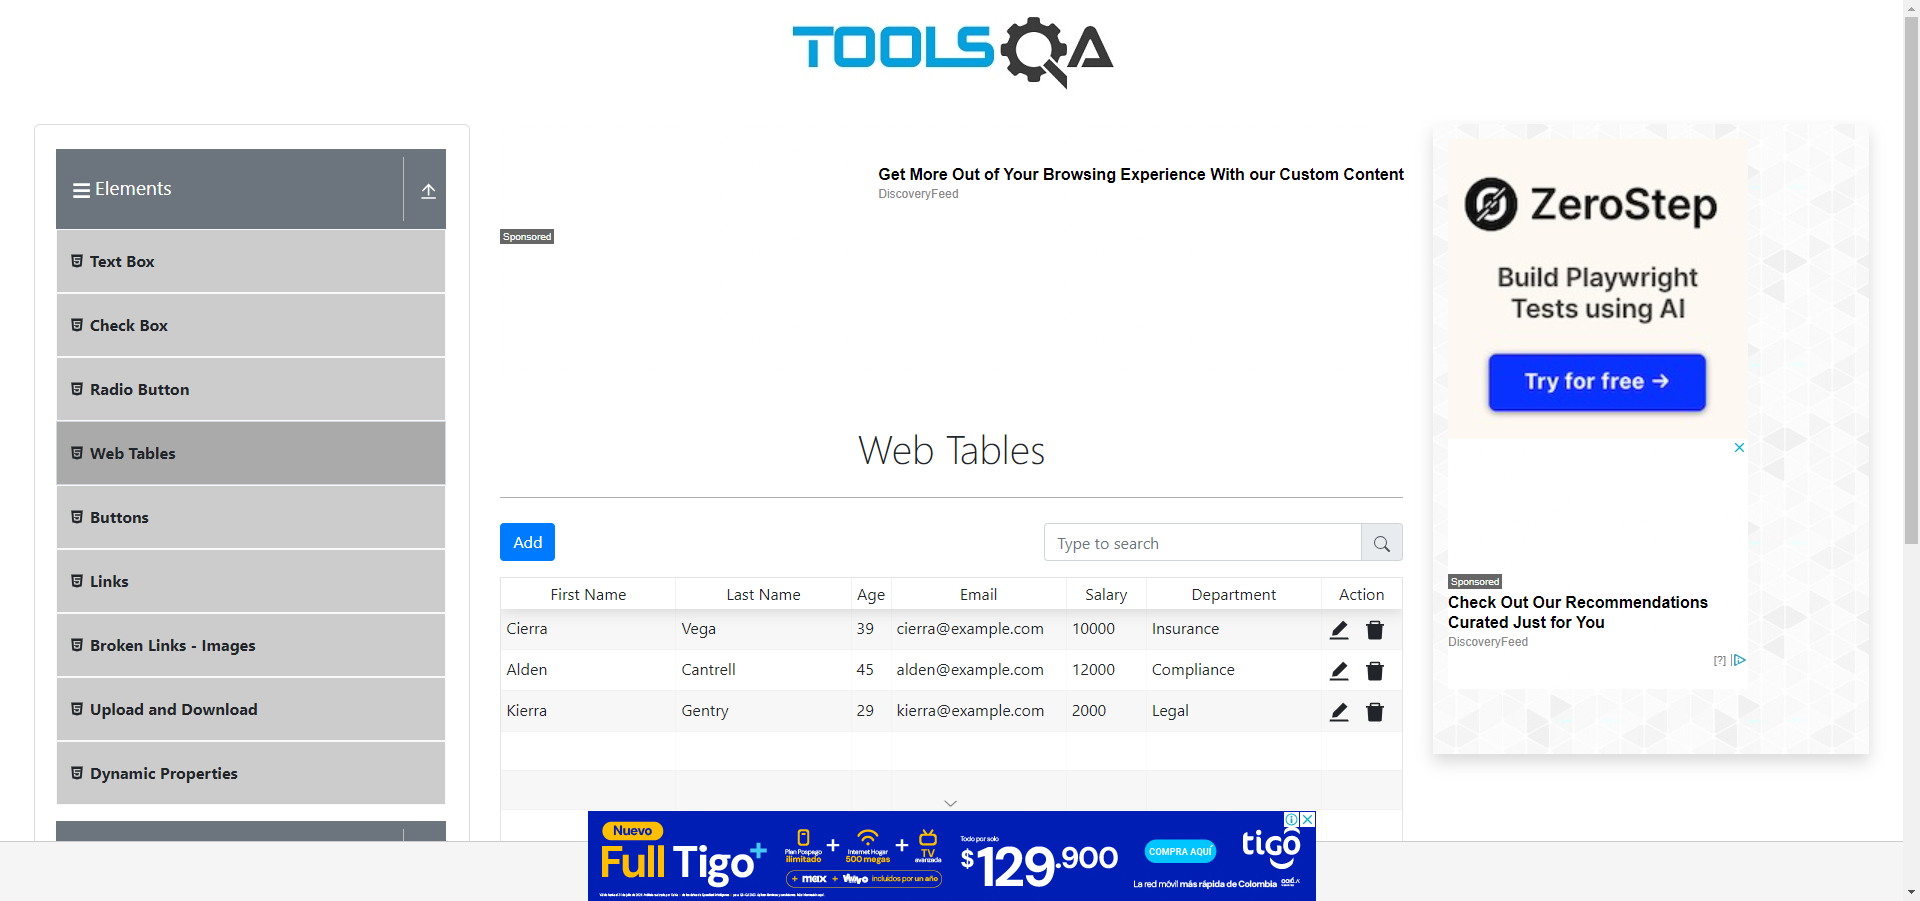 TOOLSQA
Elements
Text Box
Check Box
Radio Button
Web Tables
Buttons
Links
Broken Links - Images
Upload and Download
Dynamic Properties
Get More Out of Your Browsing Experience With our Custom Content
DiscoveryFeed
Sponsored
Web Tables
Add
Type to search
First Name Last Name Age Email Salary Department Action
Cierra Vega 39 cierra@example.com 10000 Insurance
Alden Cantrell 45 alden@example.com 12000 Compliance
Kierra Gentry 29 kierra@example.com 2000 Legal
ZeroStep
Build Playwright
Tests using AI
Try for free →
Sponsored
Check Out Our Recommendations
Curated Just for You
DiscoveryFeed
[?]
Nuevo
Full Tigo+
Plan Pospago
ilimitado
+
Internet Hogar
500 megas
+
TV
avanzada
+ max + Vix incluidos por un año
Todo por solo
$129.900
COMPRA AQUÍ
tigo
La red móvil más rápida de Colombia